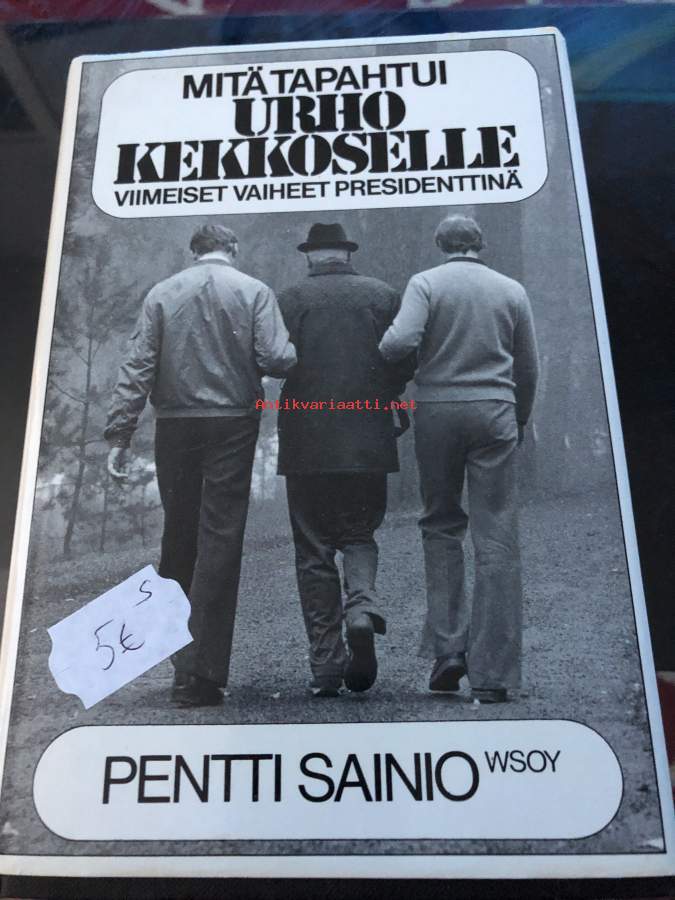 MITÄ TAPAHTUI
URHO
KEKKOSELLE
VIIMEISET VAIHEET PRESIDENTTINÄ
Antikvariaatti.net
S
5€
PENTTI SAINIO WSOY